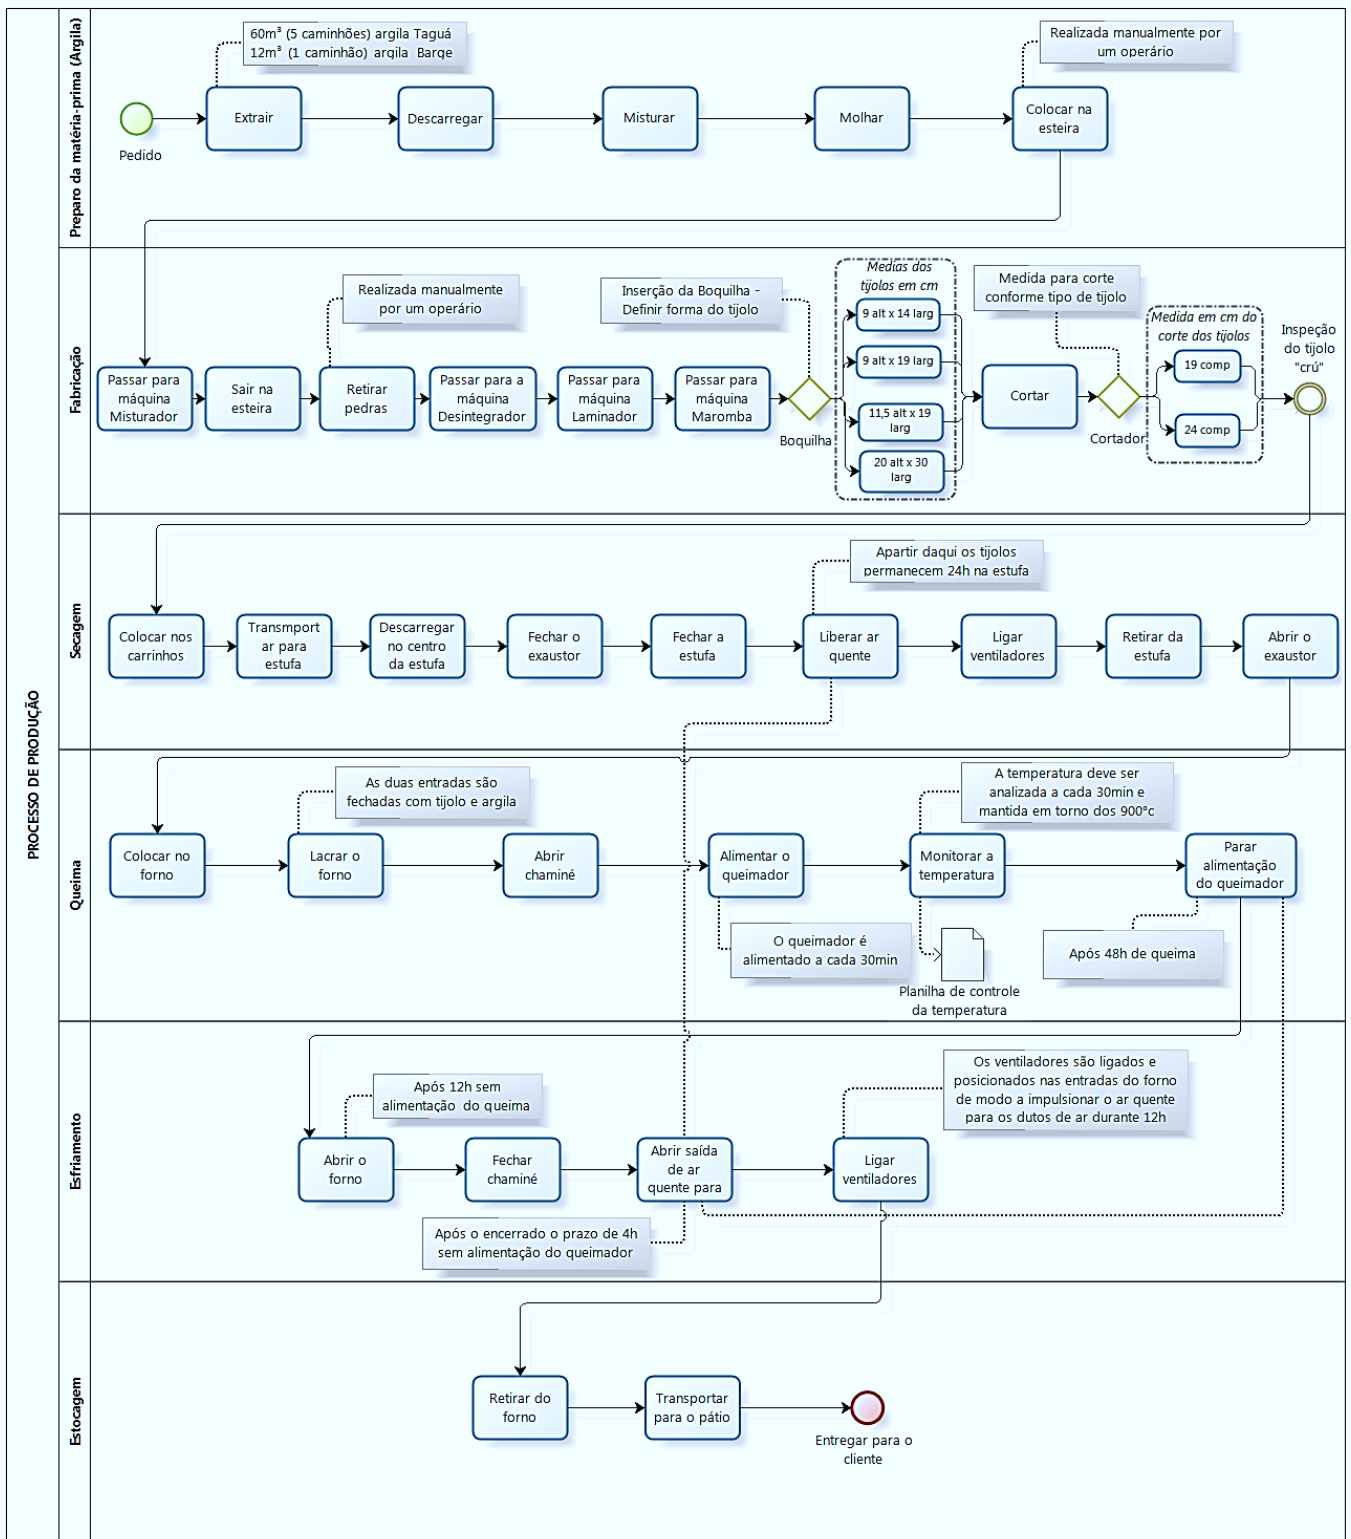 PROCESSO DE PRODUÇÃO
Preparo da matéria-prima (Argila)
60m³ (5 caminhões) argila Taguá
12m³ (1 caminhão) argila Barge
Realizada manualmente por
um operário
Pedido
Extrair
Descarregar
Misturar
Molhar
Colocar na
esteira
Fabricação
Realizada manualmente
por um operário
Inserção da Boquilha -
Definir forma do tijolo
Medias dos
tijolos em cm
Medida para corte
conforme tipo de tijolo
Medida em cm do
corte dos tijolos
Inspeção
do tijolo
"crú"
Passar para
máquina
Misturador
Sair na
esteira
Retirar
pedras
Passar para a
máquina
Desintegrador
Passar para
máquina
Laminador
Passar para
máquina
Maromba
Boquilha
9 alt x 14 larg
9 alt x 19 larg
11,5 alt x 19
larg
20 alt x 30
larg
Cortar
Cortador
19 comp
24 comp
Secagem
Apartir daqui os tijolos
permanecem 24h na estufa
Colocar nos
carrinhos
Transmport
ar para
estufa
Descarregar
no centro
da estufa
Fechar o
exaustor
Fechar a
estufa
Liberar ar
quente
Ligar
ventiladores
Retirar da
estufa
Abrir o
exaustor
Queima
As duas entradas são
fechadas com tijolo e argila
A temperatura deve ser
analizada a cada 30min e
mantida em torno dos 900°c
Colocar no
forno
Lacrar o
forno
Abrir
chaminé
Alimentar o
queimador
Monitorar a
temperatura
Parar
alimentação
do queimador
O queimador é
alimentado a cada 30min
Planilha de controle
da temperatura
Após 48h de queima
Esfriamento
Após 12h sem
alimentação do queima
Os ventiladores são ligados e
posicionados nas entradas do forno
de modo a impulsionar o ar quente
para os dutos de ar durante 12h
Abrir o
forno
Fechar
chaminé
Abrir saída
de ar
quente para
Ligar
ventiladores
Após o encerrado o prazo de 4h
sem alimentação do queimador
Estocagem
Retirar do
forno
Transportar
para o pátio
Entregar para o
cliente